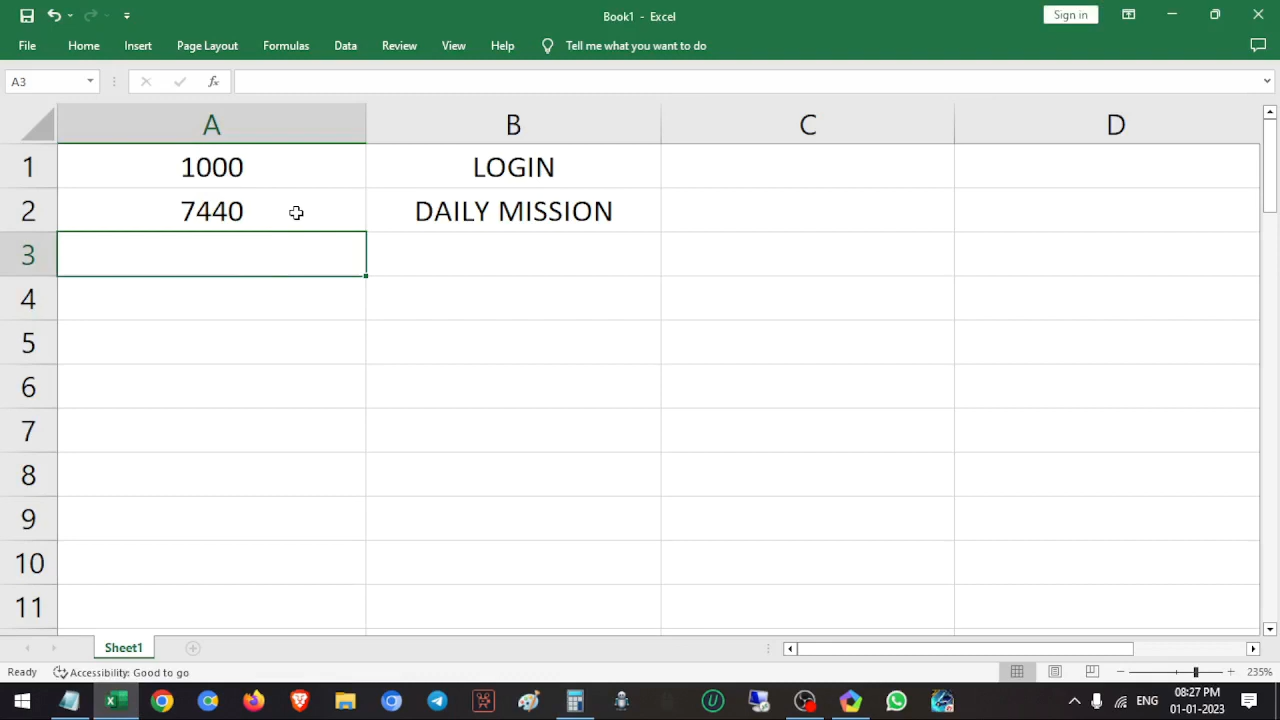 Book1 - Excel
Sign in
File Home Insert Page Layout Formulas Data Review View Help Tell me what you want to do
A3 fx
A B C D
1 1000 LOGIN
2 7440 DAILY MISSION
3
4
5
6
7
8
9
10
11
Sheet1
Ready Accessibility: Good to go 235%
ENG 08:27 PM
01-01-2023